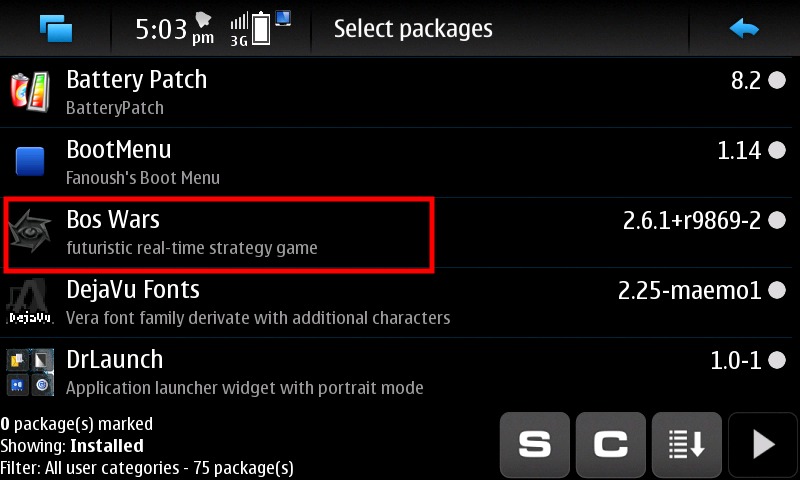 5:03 pm 3G Select packages
Battery Patch 8.2
BatteryPatch
BootMenu 1.14
Fanoush's Boot Menu
Bos Wars 2.6.1+r9869-2
futuristic real-time strategy game
DejaVu Fonts 2.25-maemo1
DejaVu
Vera font family derivate with additional characters
DrLaunch 1.0-1
Application launcher widget with portrait mode
0 package(s) marked
Showing: Installed
Filter: All user categories - 75 package(s)
S C